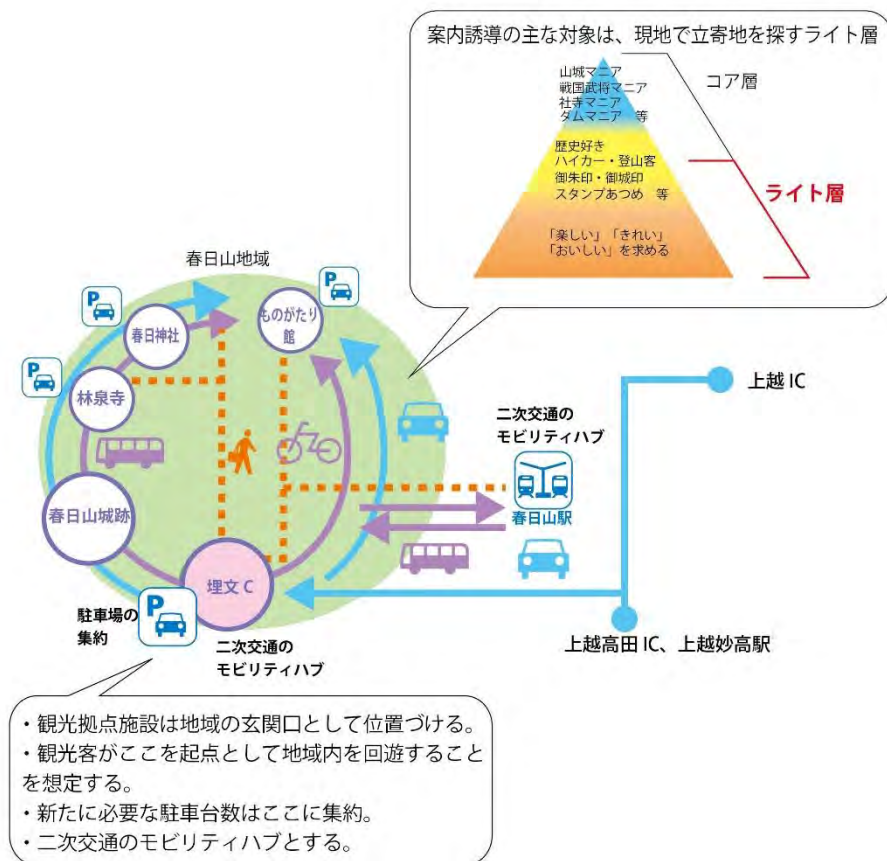 案内誘導の主な対象は、現地で立寄地を探すライト層
山城マニア
戦国武将マニア
社寺マニア
ダムマニア 等
コア層
歴史好き
ハイカー・登山客
御朱印・御城印
スタンプあつめ 等
ライト層
「楽しい」「きれい」
「おいしい」を求める
春日山地域
P
P
P
春日神社
ものがたり
館
林泉寺
春日山城跡
埋文 C
P
駐車場の
集約
二次交通の
モビリティハブ
二次交通の
モビリティハブ
春日山駅
上越 IC
上越高田 IC、上越妙高駅
・観光拠点施設は地域の玄関口として位置づける。
・観光客がここを起点として地域内を回遊すること
を想定する。
・新たに必要な駐車台数はここに集約。
・二次交通のモビリティハブとする。